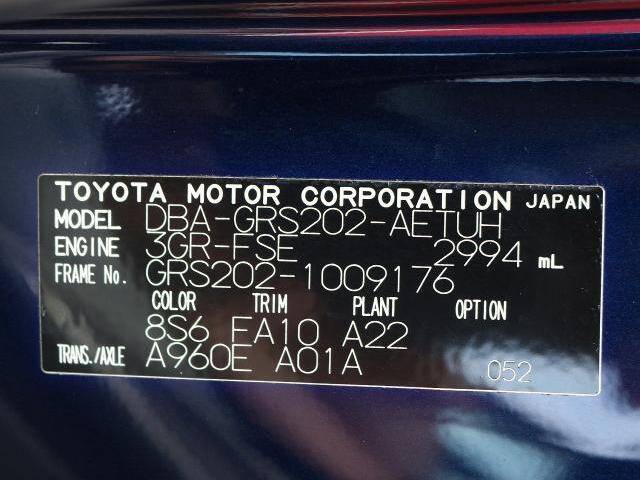 TOYOTA MOTOR CORPORATION JAPAN
MODEL DBA-GRS202-AETUH
ENGINE 3GR-FSE 2994 mL
FRAME No. GRS202-1009176
COLOR TRIM PLANT OPTION
8S6 FA10 A22
TRANS./AXLE A960E A01A 052